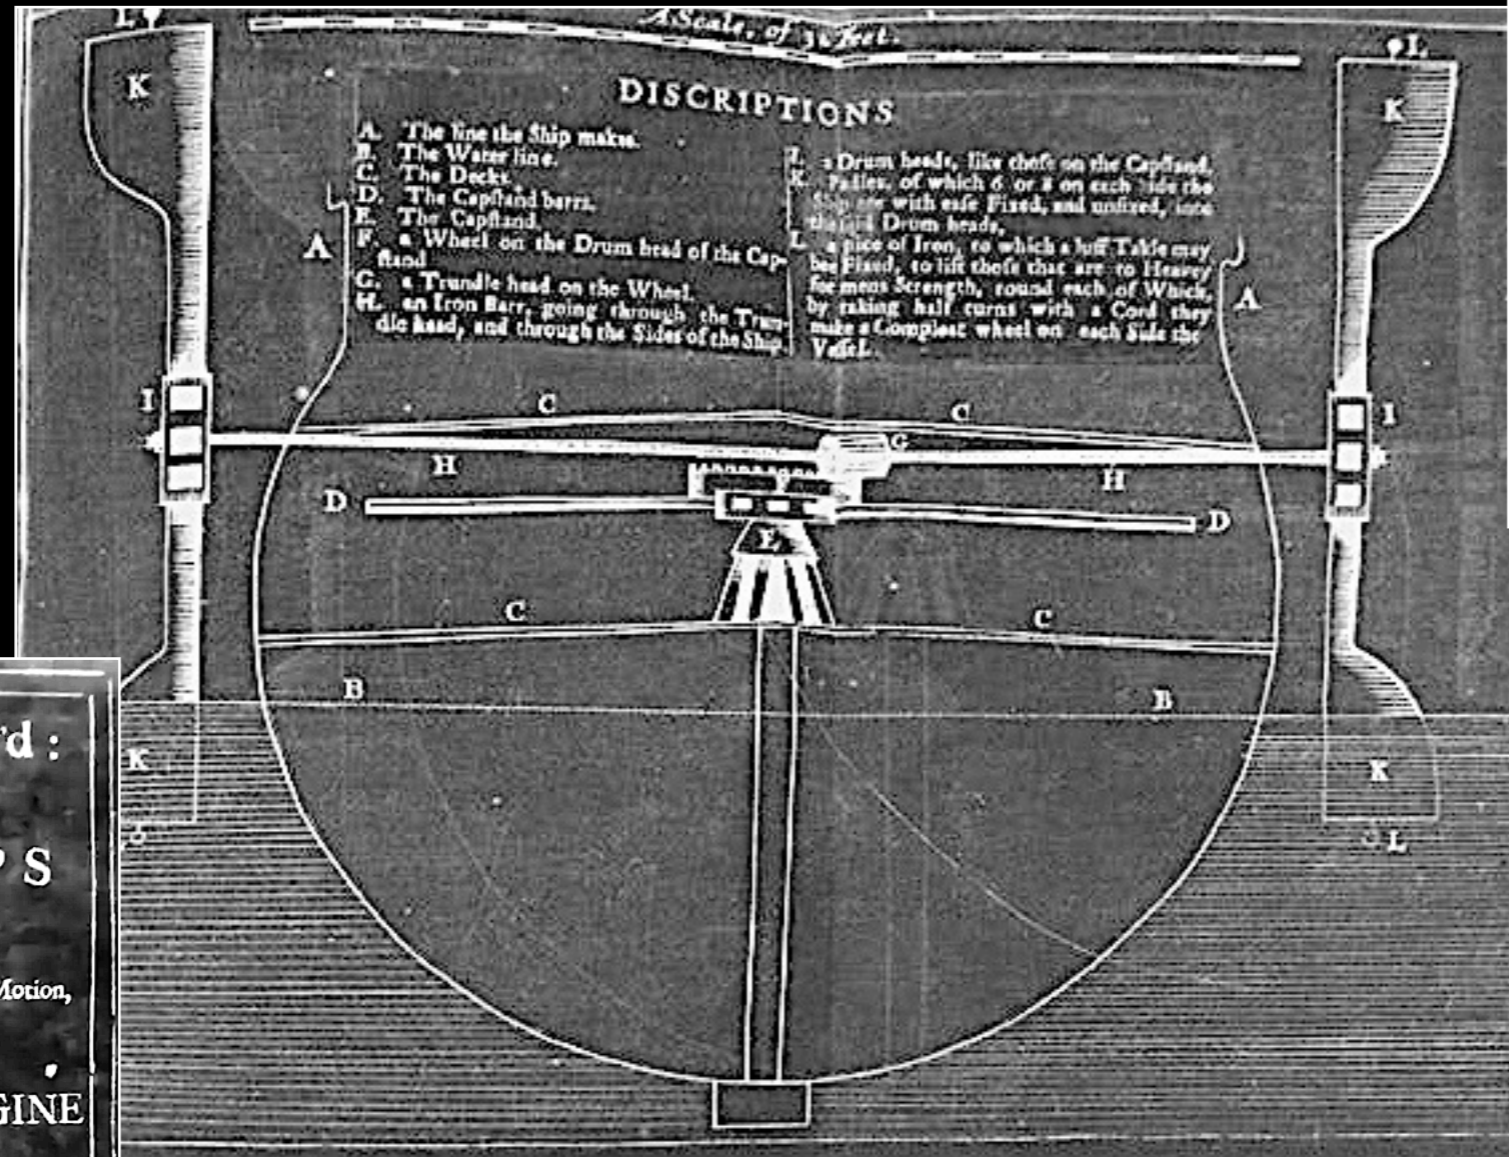 A Scale, of 32 feet.
DISCRIPTIONS
A. The line the Ship makes.
B. The Water line.
C. The Decks.
D. The Capſtand barrs.
E. The Capſtand.
F. a Wheel on the Drum head of the Cap-
ſtand
G. a Trundle head on the Wheel.
H. an Iron Barr, going through the Trun-
dle head, and through the Sides of the Ship.
I. 2 Drum heads, like thoſe on the Capſtand.
K. Padles, of which 6 or 8 on each Side the
Ship are with eaſe Fixed, and unfixed, into
the ſaid Drum heads,
L. a pice of Iron, to which a luff Takle may
bee Fixed, to lift thoſe that are to Heavey
for mens Strength, round each of Which,
by taking half turns with a Cord they
make a Compleat wheel on each Side the
Veſſel.
L
L
K
K
A
A
I
I
C
C
G
H
H
D
D
E
C
C
B
B
K
K
L
'd :
P S
Motion,
GINE